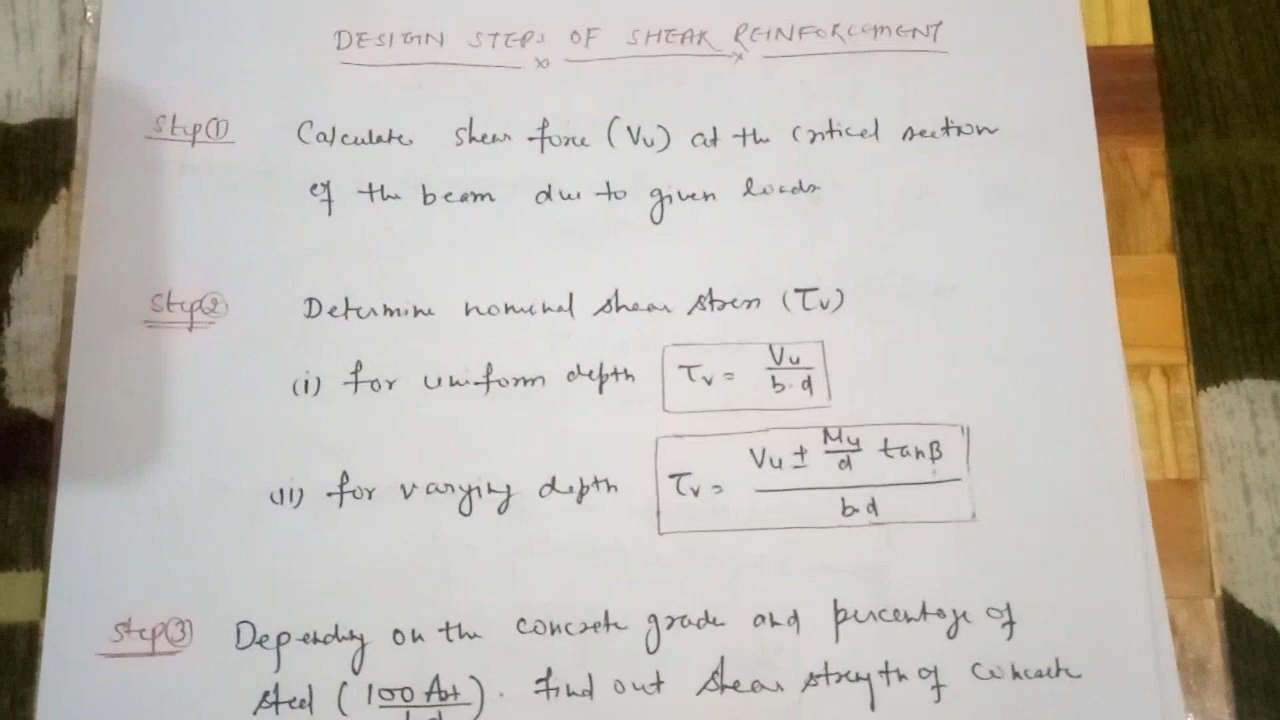 DESIGN STEPS OF SHEAR REINFORCEMENT
Step(1) Calculate shear force (Vu) at the critical section
of the beam due to given loads
Step(2) Determine nominal shear stress (τv)
(i) for uniform depth τv = Vu / b.d
(ii) for varying depth τv = (Vu ± Mu/d tanβ) / b.d
Step(3) Depending on the concrete grade and percentage of
steel (100 Ast / b.d). find out shear strength of concrete